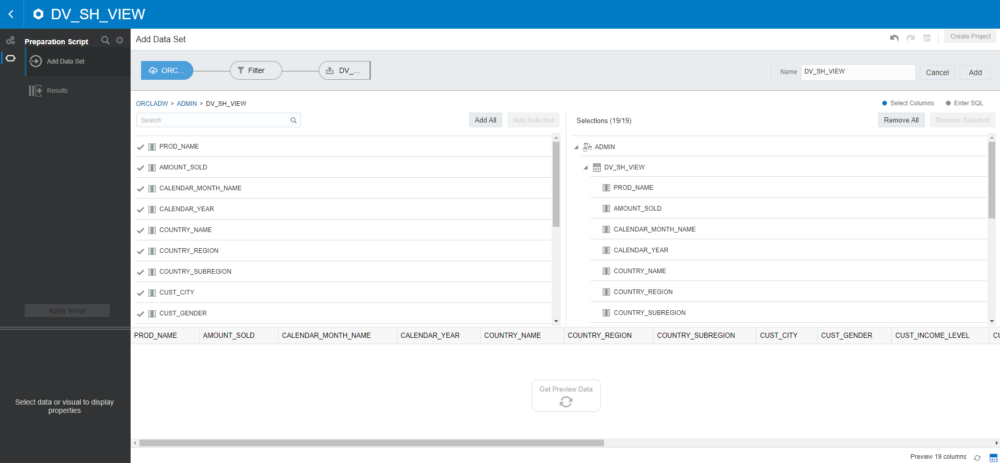 DV_SH_VIEW
Preparation Script
Add Data Set
Results
Apply Script
Select data or visual to display
properties
Add Data Set
Create Project
ORC...
Filter
DV_...
Name
DV_SH_VIEW
Cancel
Add
ORCLADW > ADMIN > DV_SH_VIEW
Select Columns
Enter SQL
Search
Add All
Add Selected
Selections (19/19)
Remove All
Remove Selected
PROD_NAME
AMOUNT_SOLD
CALENDAR_MONTH_NAME
CALENDAR_YEAR
COUNTRY_NAME
COUNTRY_REGION
COUNTRY_SUBREGION
CUST_CITY
CUST_GENDER
ADMIN
DV_SH_VIEW
PROD_NAME
AMOUNT_SOLD
CALENDAR_MONTH_NAME
CALENDAR_YEAR
COUNTRY_NAME
COUNTRY_REGION
COUNTRY_SUBREGION
PROD_NAME AMOUNT_SOLD CALENDAR_MONTH_NAME CALENDAR_YEAR COUNTRY_NAME COUNTRY_REGION COUNTRY_SUBREGION CUST_CITY CUST_GENDER CUST_INCOME_LEVEL
Get Preview Data
Preview 19 columns